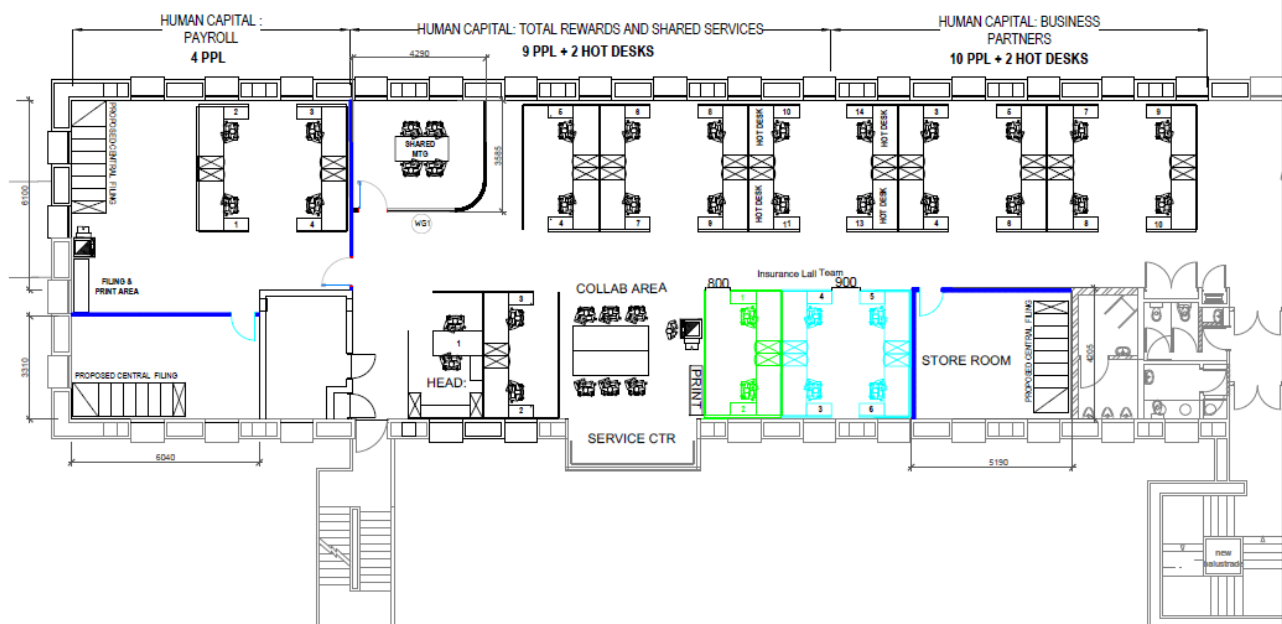 HUMAN CAPITAL :
PAYROLL
4 PPL
HUMAN CAPITAL: TOTAL REWARDS AND SHARED SERVICES
9 PPL + 2 HOT DESKS
HUMAN CAPITAL: BUSINESS
PARTNERS
10 PPL + 2 HOT DESKS
4290
PROPOSED CENTRAL FILING
2
3
SHARED
MTG
3585
5
6
8
10
14
3
5
7
9
HOT DESK
HOT DESK
6100
HOT DESK
HOT DESK
1
4
4
7
9
11
13
4
6
8
10
WG1
FILING &
PRINT AREA
COLLAB AREA
Insurance Lall Team
800
900
3
1
4
5
1
HEAD:
STORE ROOM
PROPOSED CENTRAL FILING
4205
3310
PROPOSED CENTRAL FILING
PRINT
2
2
3
6
SERVICE CTR
6040
5190
new
balustrade